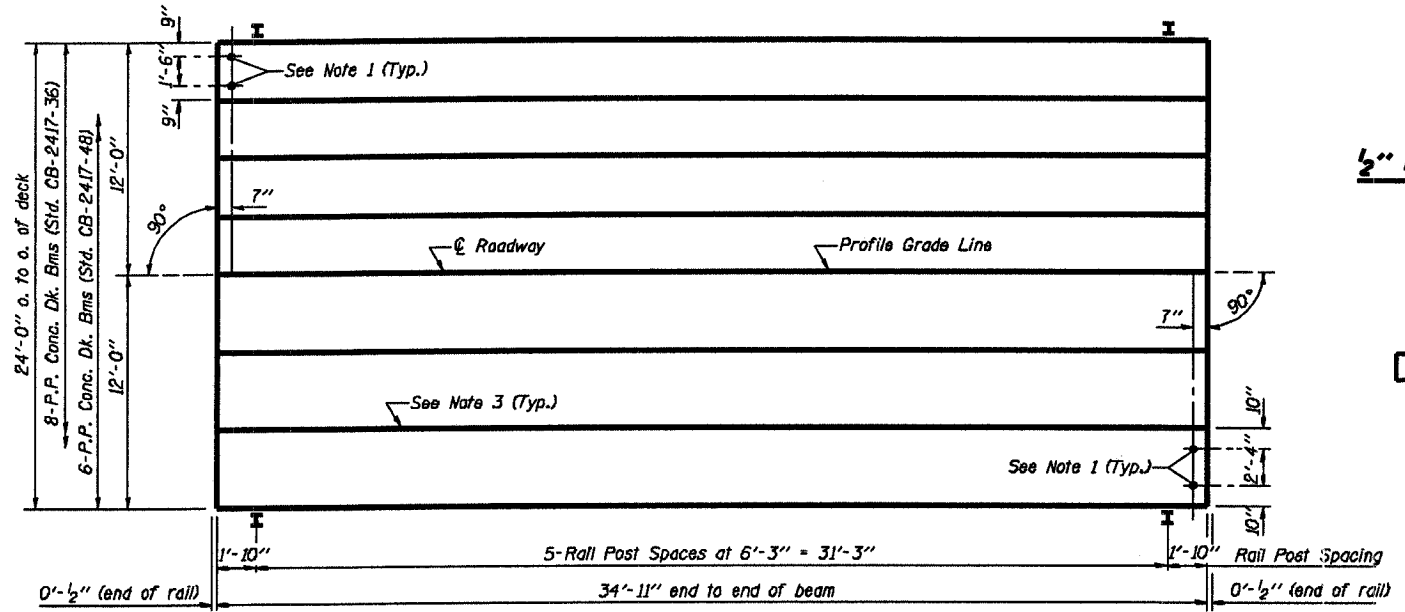 9"
1'-6"
9"
See Note 1 (Typ.)
24'-0" o. to o. of deck
8-P.P. Conc. Dk. Bms (Std. CB-2417-36)
6-P.P. Conc. Dk. Bms (Std. CB-2417-48)
12'-0"
12'-0"
90°
7"
℄ Roadway
Profile Grade Line
7"
90°
½"
See Note 3 (Typ.)
See Note 1 (Typ.)
10"
2'-4"
10"
1'-10"
5-Rail Post Spaces at 6'-3" = 31'-3"
1'-10"
Rail Post Spacing
0'-½" (end of rail)
34'-11" end to end of beam
0'-½" (end of rail)